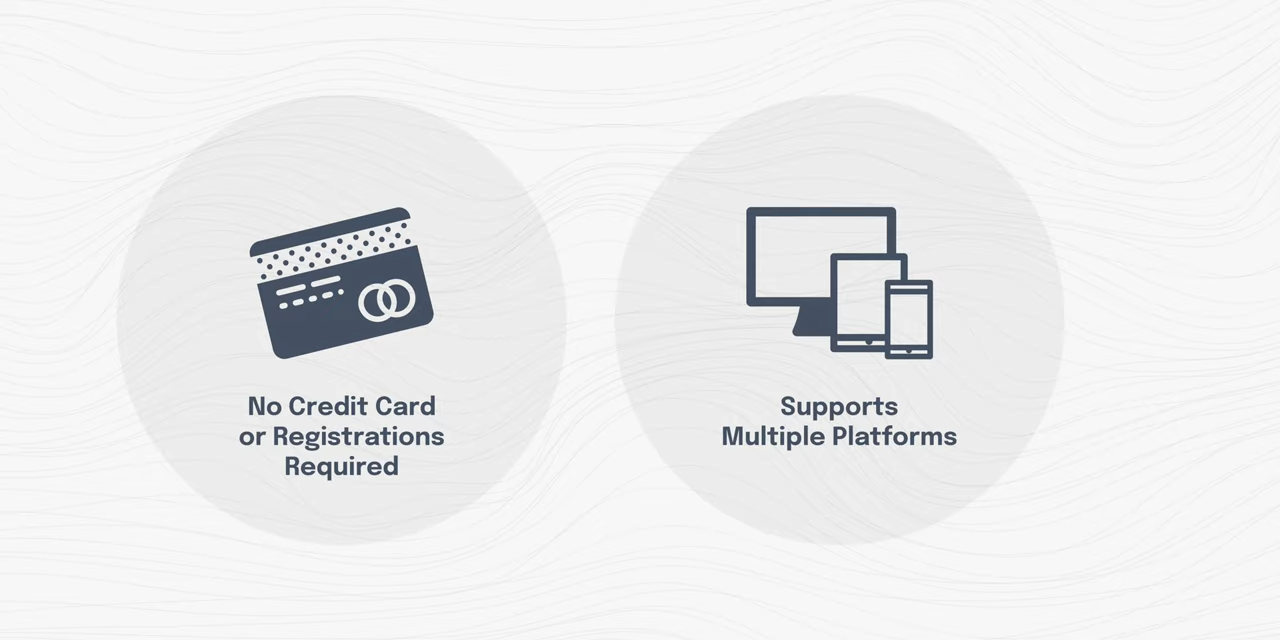 No Credit Card
or Registrations
Required
Supports
Multiple Platforms